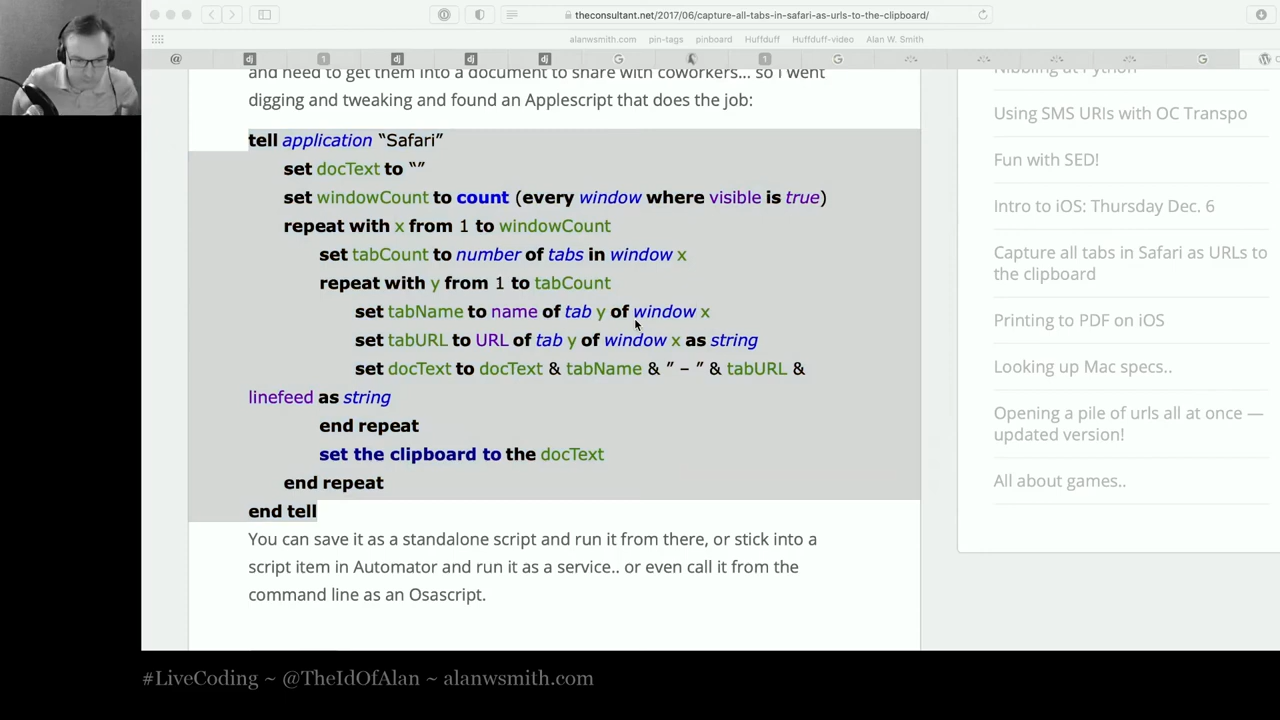 theconsultant.net/2017/06/capture-all-tabs-in-safari-as-urls-to-the-clipboard/
alanwsmith.com pin-tags pinboard Huffduff Huffduff-video Alan W. Smith
@ dj 1 dj dj dj G 1 G G
and need to get them into a document to share with coworkers... so I went
digging and tweaking and found an Applescript that does the job:
tell application “Safari”
set docText to “”
set windowCount to count (every window where visible is true)
repeat with x from 1 to windowCount
set tabCount to number of tabs in window x
repeat with y from 1 to tabCount
set tabName to name of tab y of window x
set tabURL to URL of tab y of window x as string
set docText to docText & tabName & ” – ” & tabURL &
linefeed as string
end repeat
set the clipboard to the docText
end repeat
end tell
You can save it as a standalone script and run it from there, or stick into a
script item in Automator and run it as a service.. or even call it from the
command line as an Osascript.
Nibbling at Python
Using SMS URIs with OC Transpo
Fun with SED!
Intro to iOS: Thursday Dec. 6
Capture all tabs in Safari as URLs to
the clipboard
Printing to PDF on iOS
Looking up Mac specs..
Opening a pile of urls all at once —
updated version!
All about games..
#LiveCoding ~ @TheIdOfAlan ~ alanwsmith.com